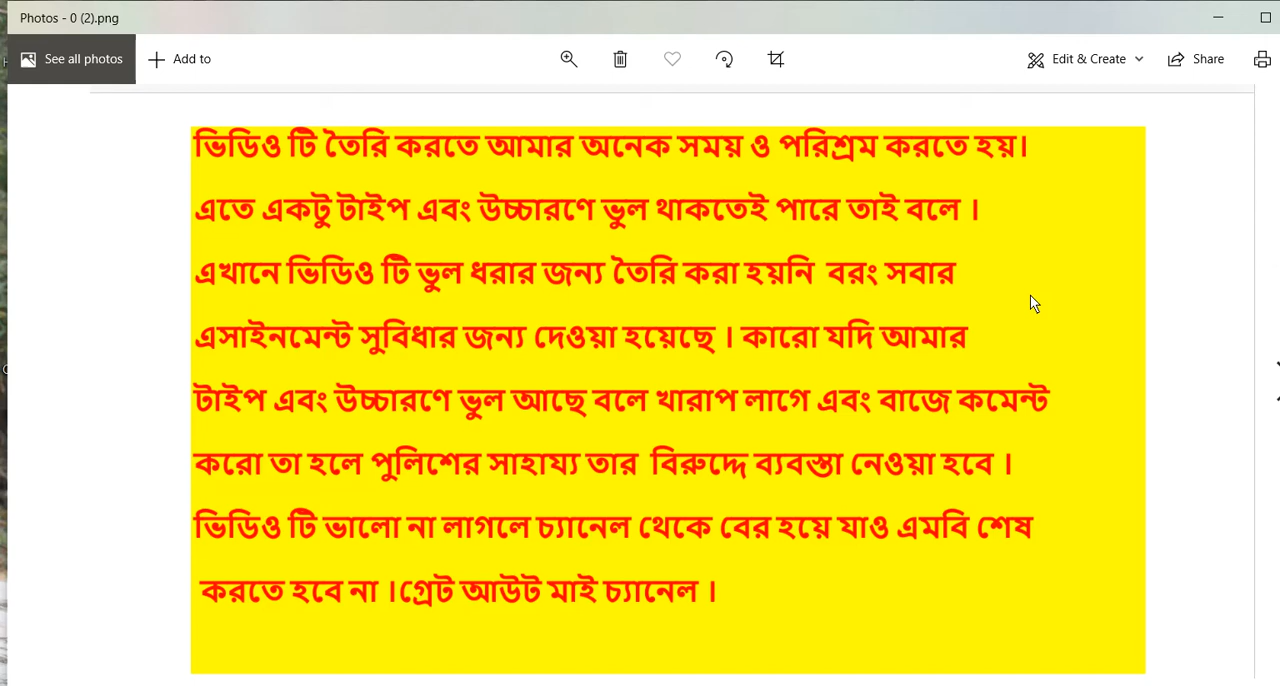 Photos - 0 (2).png
See all photos
Add to
Edit & Create
Share
ভিডিও টি তৈরি করতে আমার অনেক সময় ও পরিশ্রম করতে হয়।
এতে একটু টাইপ এবং উচ্চারণে ভুল থাকতেই পারে তাই বলে ।
এখানে ভিডিও টি ভুল ধরার জন্য তৈরি করা হয়নি বরং সবার
এসাইনমেন্ট সুবিধার জন্য দেওয়া হয়েছে । কারো যদি আমার
টাইপ এবং উচ্চারণে ভুল আছে বলে খারাপ লাগে এবং বাজে কমেন্ট
করো তা হলে পুলিশের সাহায্য তার বিরুদ্দে ব্যবস্তা নেওয়া হবে ।
ভিডিও টি ভালো না লাগলে চ্যানেল থেকে বের হয়ে যাও এমবি শেষ
করতে হবে না ।গ্রেট আউট মাই চ্যানেল ।